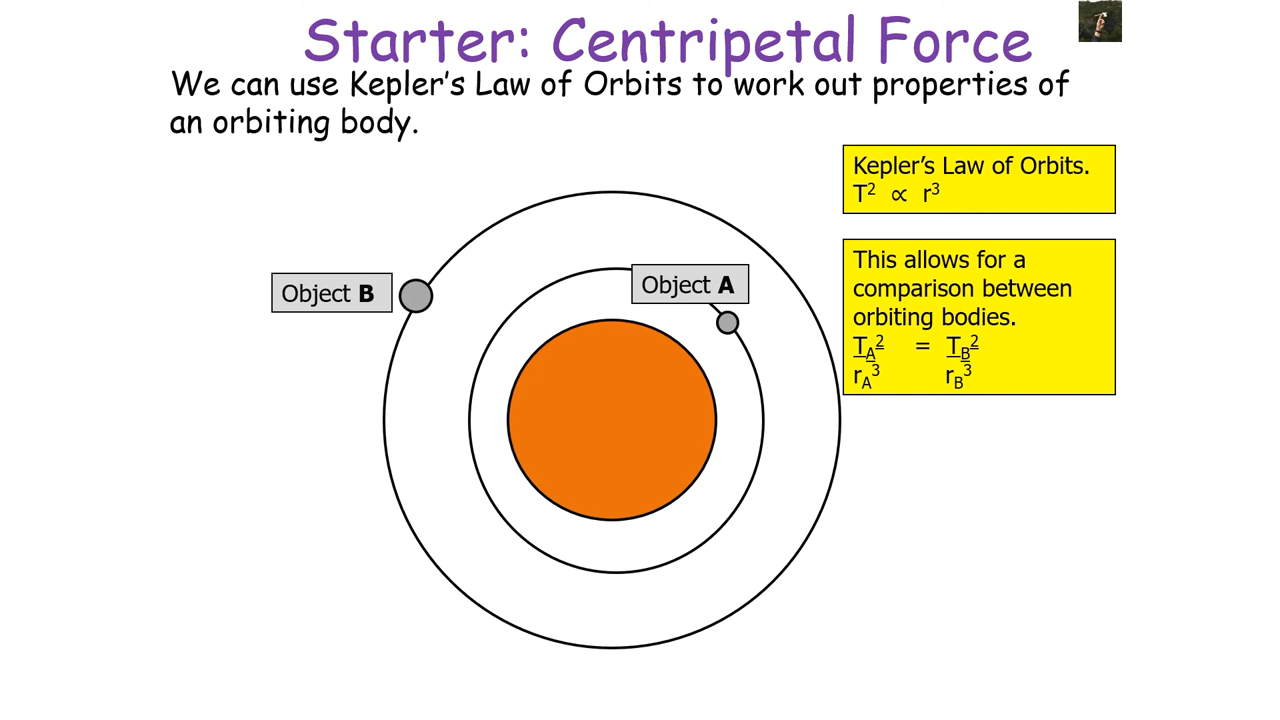 Starter: Centripetal Force
We can use Kepler's Law of Orbits to work out properties of
an orbiting body.
Kepler's Law of Orbits.
T² ∝ r³
This allows for a
comparison between
orbiting bodies.
T_A² = T_B²
r_A³ r_B³
Object B
Object A